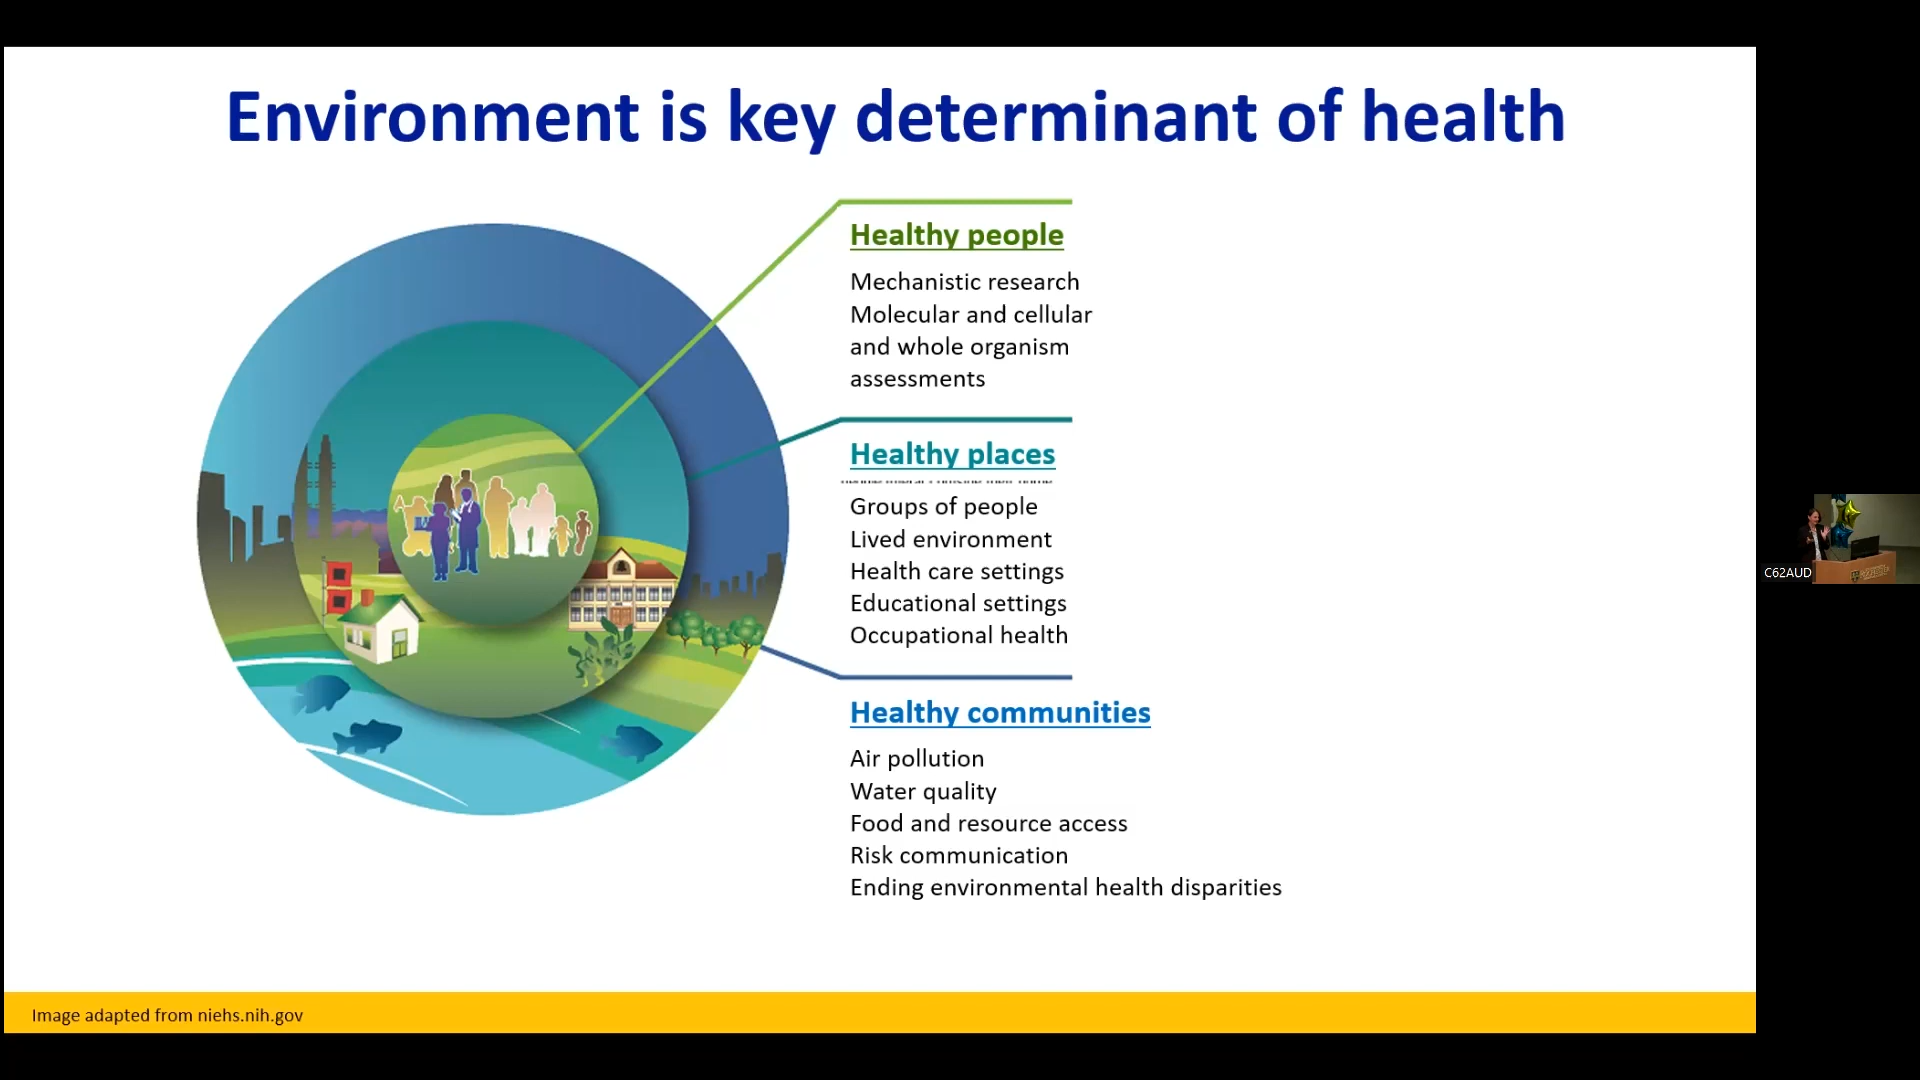 Environment is key determinant of health
Healthy people
Mechanistic research
Molecular and cellular
and whole organism
assessments
Healthy places
Groups of people
Lived environment
Health care settings
Educational settings
Occupational health
Healthy communities
Air pollution
Water quality
Food and resource access
Risk communication
Ending environmental health disparities
Image adapted from niehs.nih.gov
C62AUD